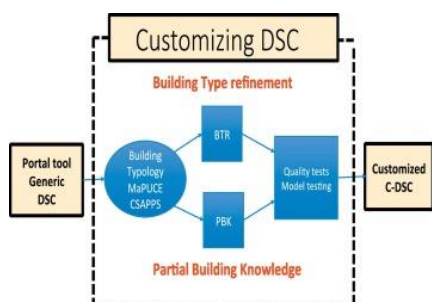 Customizing DSC
Building Type refinement
Portal tool
Generic
DSC
Building
Typology
MaPUCE
CSAPPS
BTR
PBK
Quality tests
Model testing
Customized
C-DSC
Partial Building Knowledge